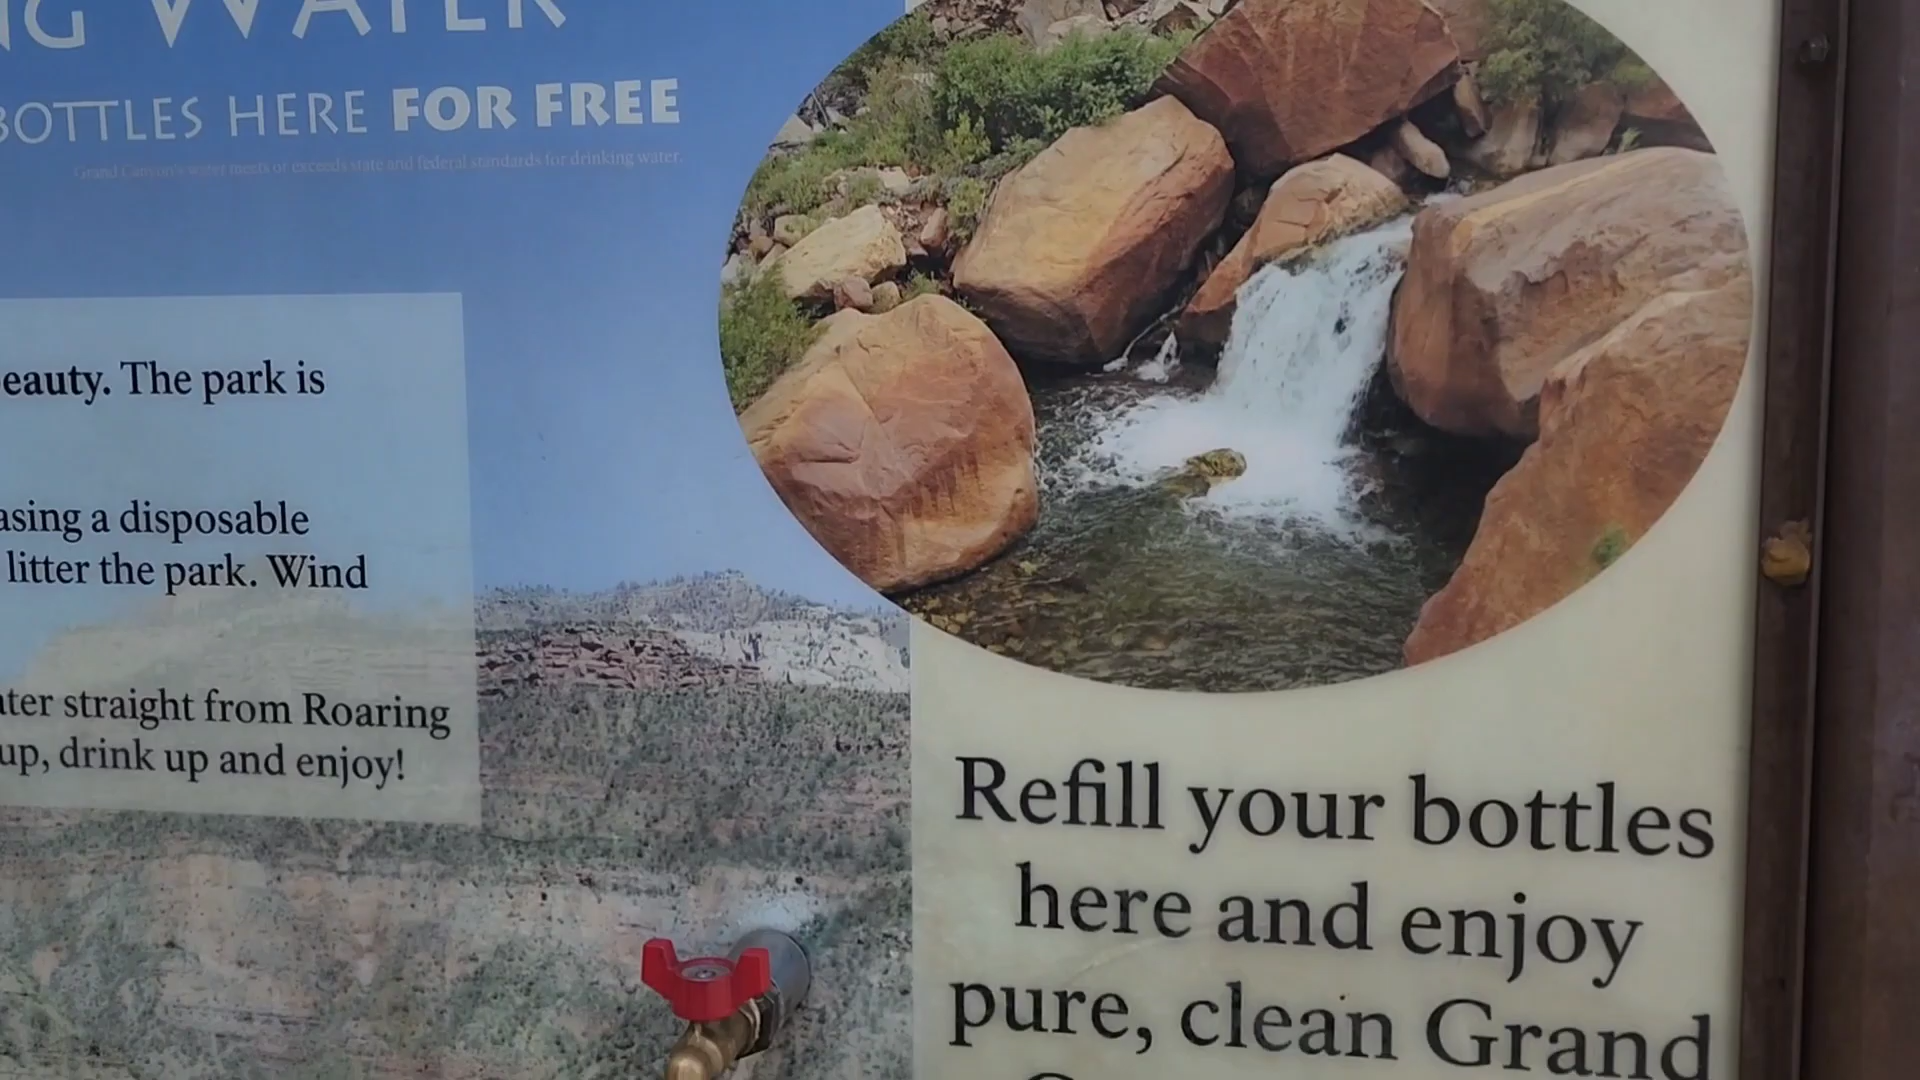 WATER
BOTTLES HERE FOR FREE
Grand Canyon's water meets or exceeds state and federal standards for drinking water.
eauty. The park is
asing a disposable
litter the park. Wind
ter straight from Roaring
up, drink up and enjoy!
Refill your bottles
here and enjoy
pure, clean Grand